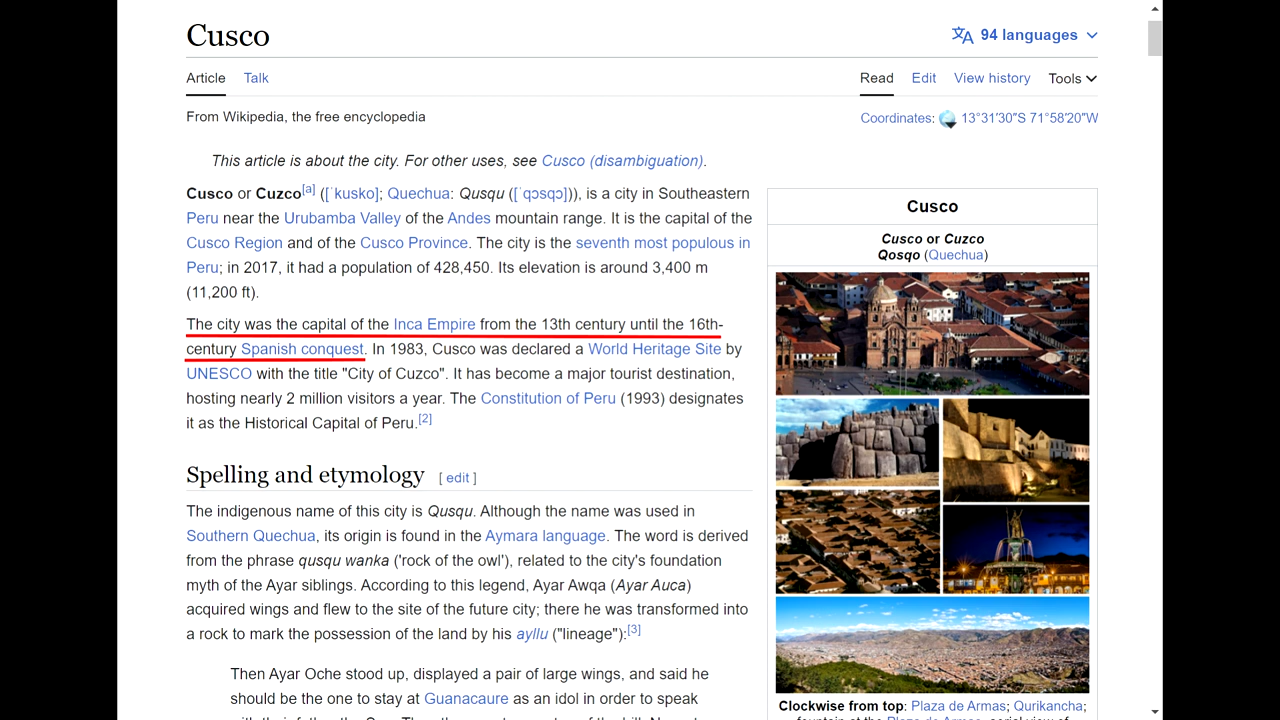 Cusco
94 languages
Article Talk
Read Edit View history Tools
From Wikipedia, the free encyclopedia
Coordinates: 13°31′30″S 71°58′20″W
This article is about the city. For other uses, see Cusco (disambiguation).
Cusco or Cuzco[a] ([ˈkusko]; Quechua: Qusqu ([ˈqɔsqɔ])), is a city in Southeastern
Peru near the Urubamba Valley of the Andes mountain range. It is the capital of the
Cusco Region and of the Cusco Province. The city is the seventh most populous in
Peru; in 2017, it had a population of 428,450. Its elevation is around 3,400 m
(11,200 ft).
The city was the capital of the Inca Empire from the 13th century until the 16th-
century Spanish conquest. In 1983, Cusco was declared a World Heritage Site by
UNESCO with the title "City of Cuzco". It has become a major tourist destination,
hosting nearly 2 million visitors a year. The Constitution of Peru (1993) designates
it as the Historical Capital of Peru.[2]
Spelling and etymology [ edit ]
The indigenous name of this city is Qusqu. Although the name was used in
Southern Quechua, its origin is found in the Aymara language. The word is derived
from the phrase qusqu wanka ('rock of the owl'), related to the city's foundation
myth of the Ayar siblings. According to this legend, Ayar Awqa (Ayar Auca)
acquired wings and flew to the site of the future city; there he was transformed into
a rock to mark the possession of the land by his ayllu ("lineage"):[3]
Then Ayar Oche stood up, displayed a pair of large wings, and said he
should be the one to stay at Guanacaure as an idol in order to speak
Cusco
Cusco or Cuzco
Qosqo (Quechua)
Clockwise from top: Plaza de Armas; Qurikancha;
fountain at the Plaza de Armas, aerial view of